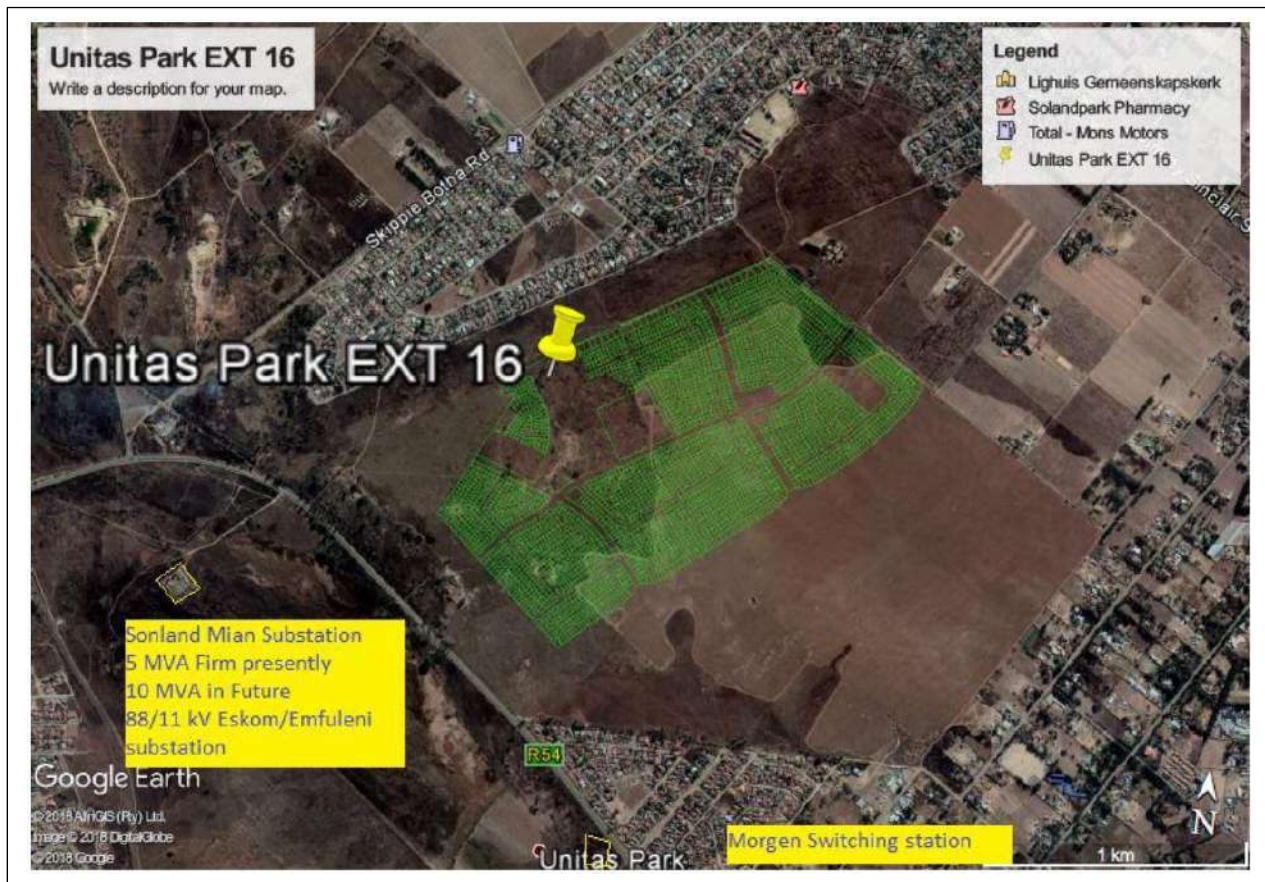 Unitas Park EXT 16
Write a description for your map.
Legend
Lighuis Gemeenskapskerk
Solandpark Pharmacy
Total - Mons Motors
Unitas Park EXT 16
Skippie Botha Rd
Sinclair S
Unitas Park EXT 16
Sonland Mian Substation
5 MVA Firm presently
10 MVA in Future
88/11 kV Eskom/Emfuleni
substation
R54
Google Earth
© 2018 AfriGIS (Pty) Ltd.
Image © 2018 DigitalGlobe
© 2018 Google
Unitas Park
Morgen Switching station
N
1 km